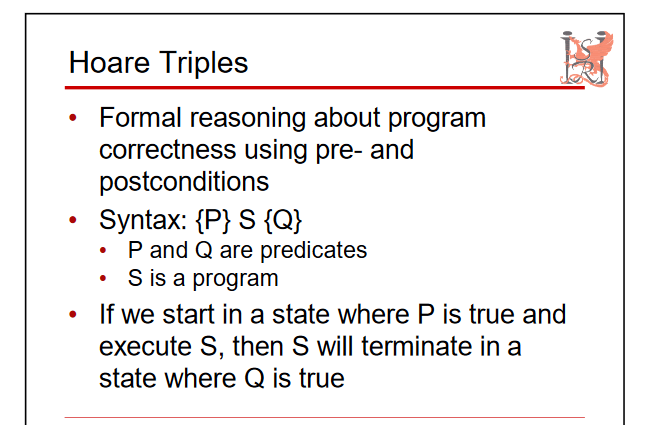 Hoare Triples
ISRI
• Formal reasoning about program
correctness using pre- and
postconditions
• Syntax: {P} S {Q}
• P and Q are predicates
• S is a program
• If we start in a state where P is true and
execute S, then S will terminate in a
state where Q is true